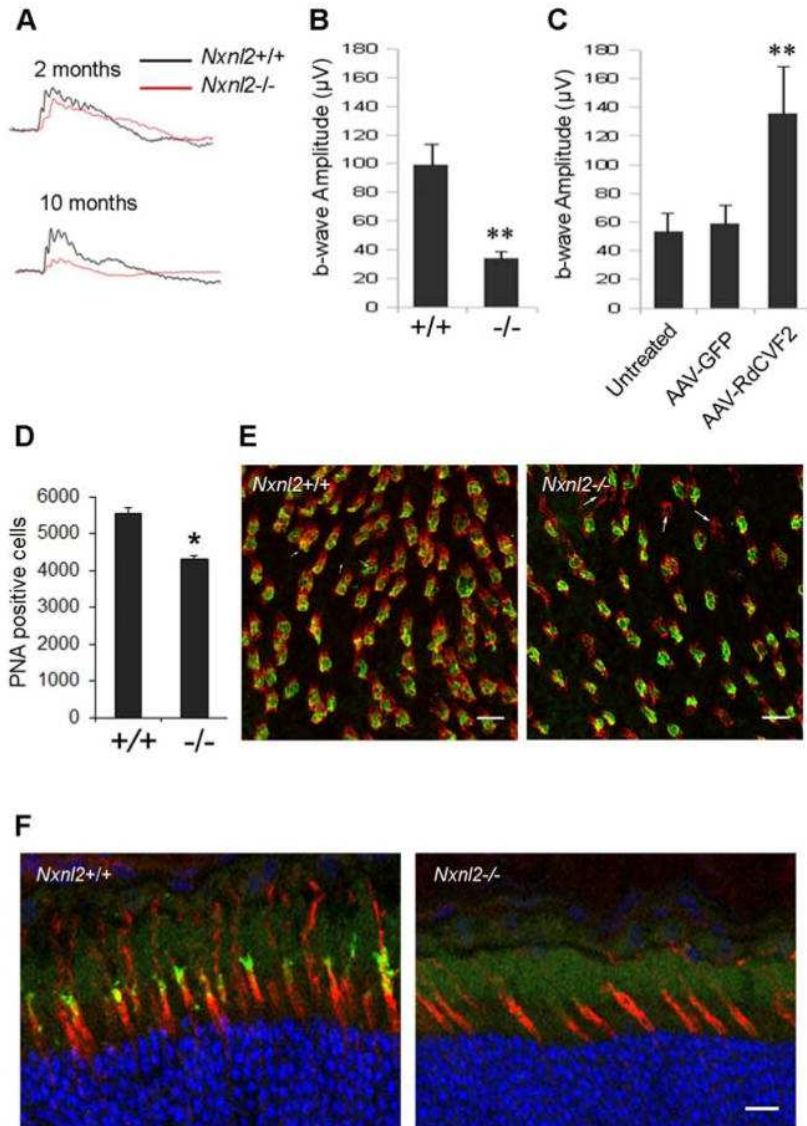 A
2 months
Nxnl2+/+
Nxnl2-/-
10 months
B
b-wave Amplitude (µV)
180
160
140
120
100
80
60
40
20
0
**
+/+
-/-
C
b-wave Amplitude (µV)
180
160
140
120
100
80
60
40
20
0
**
Untreated
AAV-GFP
AAV-RdCVF2
D
PNA positive cells
6000
5000
4000
3000
2000
1000
0
*
+/+
-/-
E
Nxnl2+/+
Nxnl2-/-
F
Nxnl2+/+
Nxnl2-/-